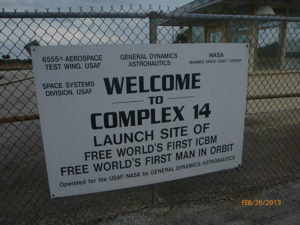 6555th AEROSPACE
TEST WING, USAF
GENERAL DYNAMICS
ASTRONAUTICS
NASA
MANNED SPACE CRAFT CENTER
SPACE SYSTEMS
DIVISION, USAF
WELCOME
TO
COMPLEX 14
LAUNCH SITE OF
FREE WORLD'S FIRST ICBM
FREE WORLD'S FIRST MAN IN ORBIT
Operated for the USAF/NASA by GENERAL DYNAMICS/ASTRONAUTICS
FEB/26/2013